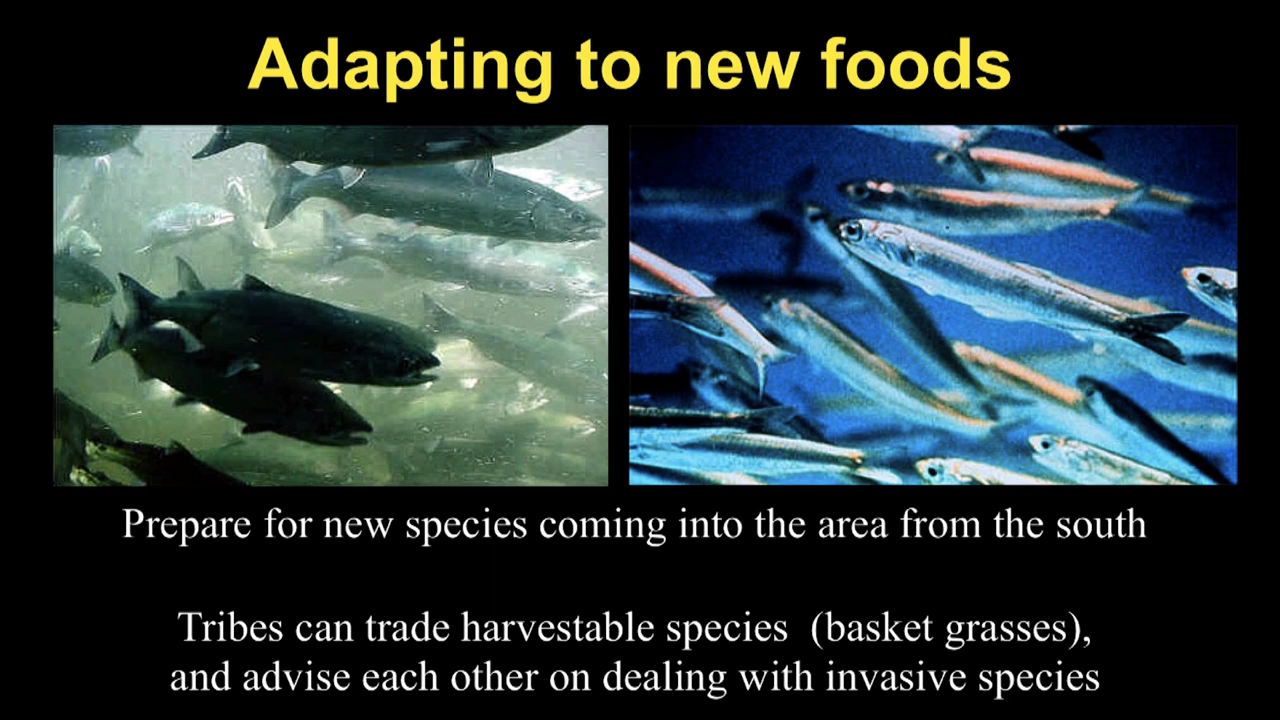 Adapting to new foods
Prepare for new species coming into the area from the south
Tribes can trade harvestable species  (basket grasses),
and advise each other on dealing with invasive species